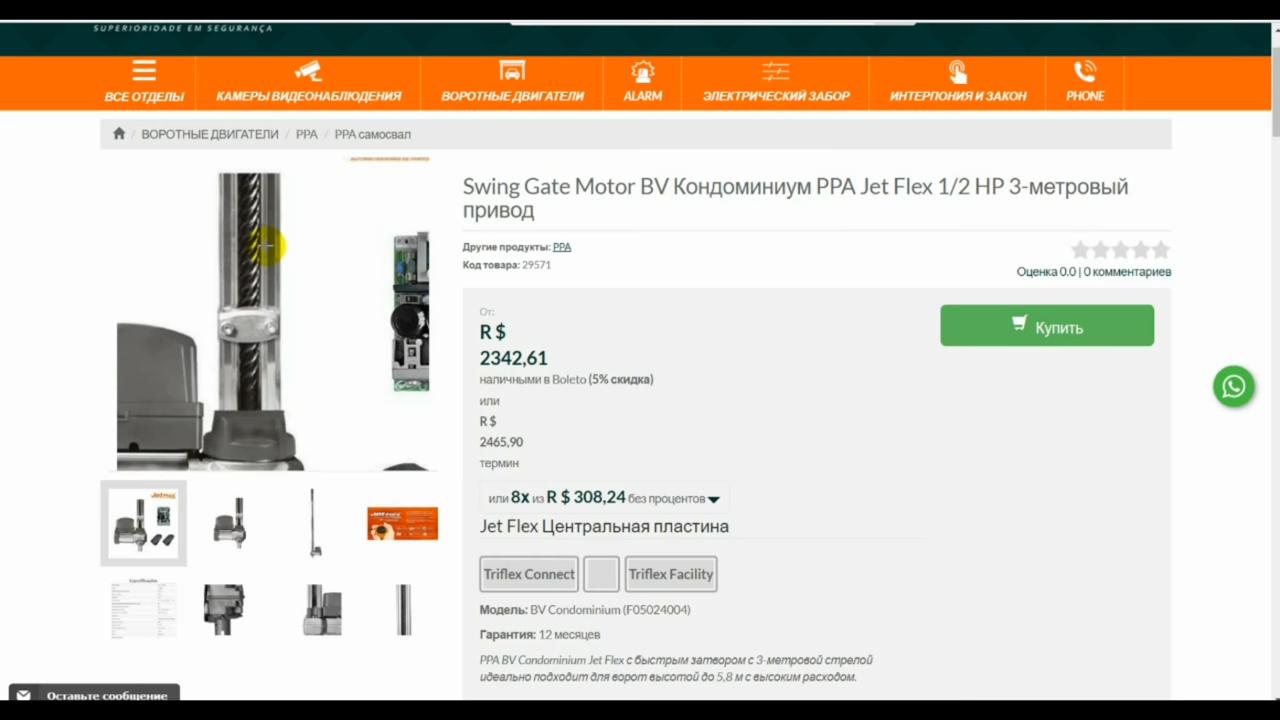 SUPERIORIDADE EM SEGURANÇA
ВСЕ ОТДЕЛЫ
КАМЕРЫ ВИДЕОНАБЛЮДЕНИЯ
ВОРОТНЫЕ ДВИГАТЕЛИ
ALARM
ЭЛЕКТРИЧЕСКИЙ ЗАБОР
ИНТЕРПОНИЯ И ЗАКОН
PHONE
/ ВОРОТНЫЕ ДВИГАТЕЛИ / PPA / PPA самосвал
Swing Gate Motor BV Кондоминиум PPA Jet Flex 1/2 HP 3-метровый
привод
Другие продукты: PPA
Код товара: 29571
Оценка 0.0 | 0 комментариев
От:
R $
2342,61
наличными в Boleto (5% скидка)
или
R $
2465,90
термин
Купить
или 8x из R $ 308,24 без процентов
Jet Flex Центральная пластина
Triflex Connect
Triflex Facility
Модель: BV Condominium (F05024004)
Гарантия: 12 месяцев
PPA BV Condominium Jet Flex с быстрым затвором с 3-метровой стрелой
идеально подходит для ворот высотой до 5,8 м с высоким расходом.
Оставьте сообщение